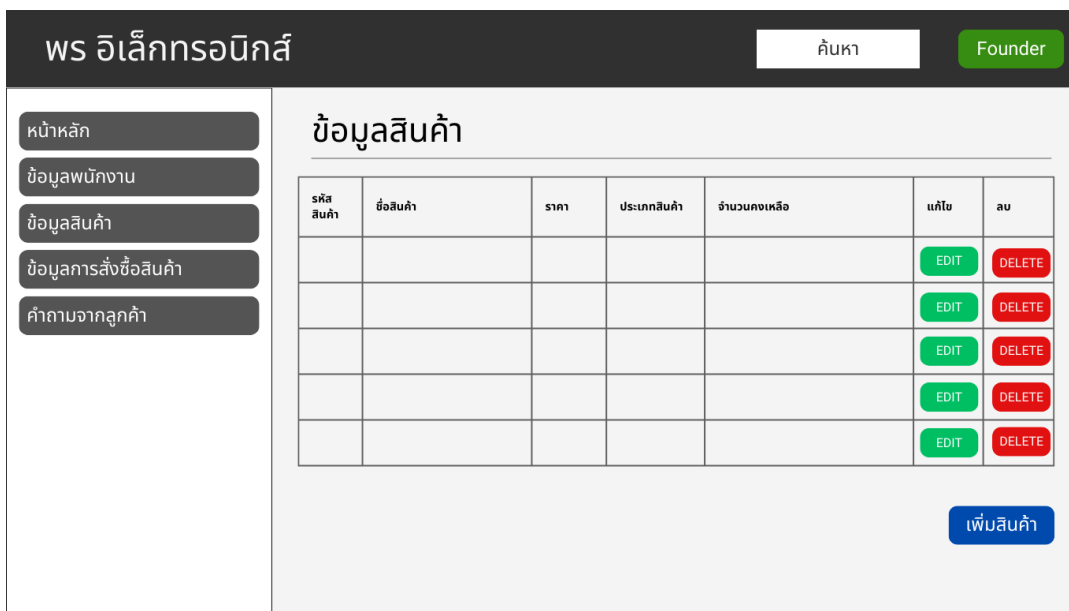 พร อิเล็กทรอนิกส์
ค้นหา
Founder
หน้าหลัก
ข้อมูลพนักงาน
ข้อมูลสินค้า
ข้อมูลการสั่งซื้อสินค้า
คำถามจากลูกค้า
ข้อมูลสินค้า
รหัส
สินค้า
ชื่อสินค้า
ราคา
ประเภทสินค้า
จำนวนคงเหลือ
แก้ไข
ลบ
EDIT
DELETE
EDIT
DELETE
EDIT
DELETE
EDIT
DELETE
EDIT
DELETE
เพิ่มสินค้า